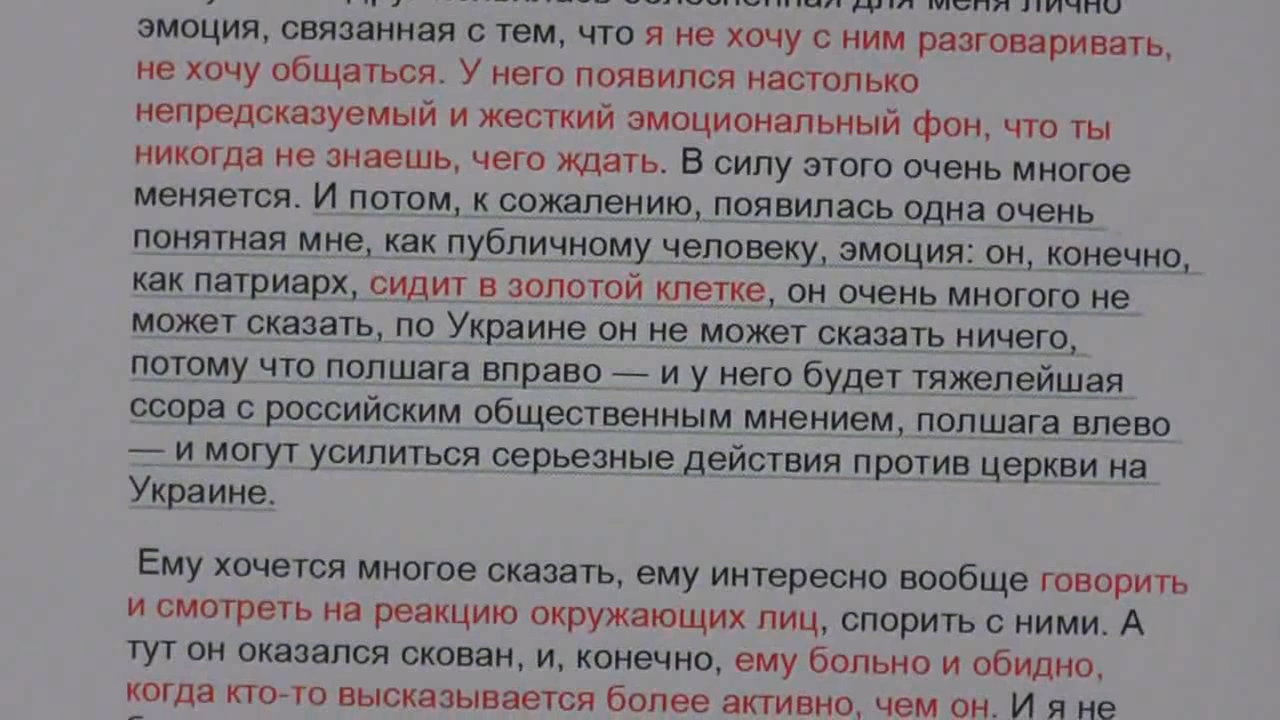 для меня лично
эмоция, связанная с тем, что я не хочу с ним разговаривать,
не хочу общаться. У него появился настолько
непредсказуемый и жесткий эмоциональный фон, что ты
никогда не знаешь, чего ждать. В силу этого очень многое
меняется. И потом, к сожалению, появилась одна очень
понятная мне, как публичному человеку, эмоция: он, конечно,
как патриарх, сидит в золотой клетке, он очень многого не
может сказать, по Украине он не может сказать ничего,
потому что полшага вправо — и у него будет тяжелейшая
ссора с российским общественным мнением, полшага влево
— и могут усилиться серьезные действия против церкви на
Украине.
Ему хочется многое сказать, ему интересно вообще говорить
и смотреть на реакцию окружающих лиц, спорить с ними. А
тут он оказался скован, и, конечно, ему больно и обидно,
когда кто-то высказывается более активно, чем он. И я не